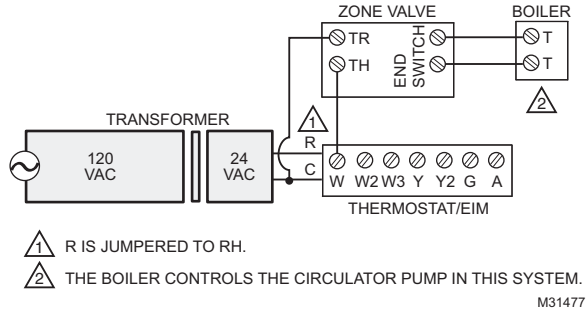 ZONE VALVE BOILER
TR T
TH T
END
SWITCH
2
TRANSFORMER
1
R
120
VAC
24
VAC
C
W W2 W3 Y Y2 G A
THERMOSTAT/EIM
1 R IS JUMPERED TO RH.
2 THE BOILER CONTROLS THE CIRCULATOR PUMP IN THIS SYSTEM.
M31477